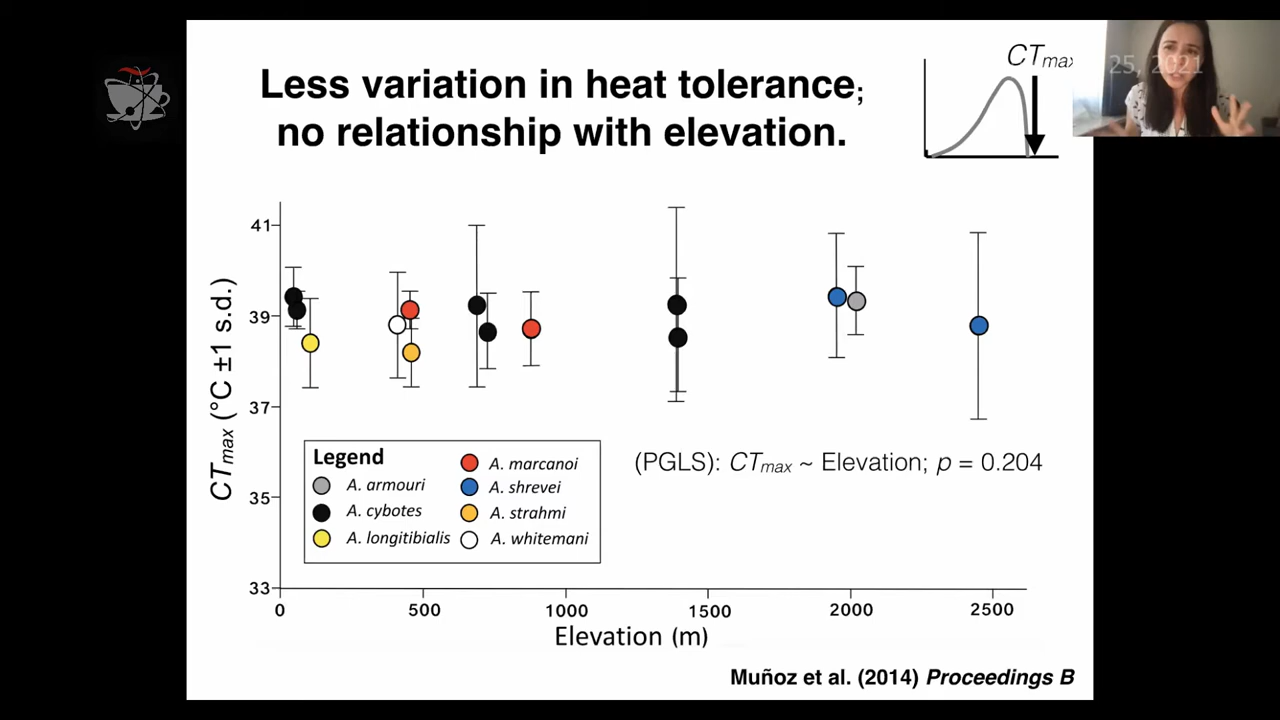 Less variation in heat tolerance;
no relationship with elevation.
CTmax
25, 2021
41
39
37
35
33
CTmax (°C ±1 s.d.)
(PGLS): CTmax ~ Elevation; p = 0.204
Legend
A. armouri
A. cybotes
A. longitibialis
A. marcanoi
A. shrevei
A. strahmi
A. whitemani
0 500 1000 1500 2000 2500
Elevation (m)
Muñoz et al. (2014) Proceedings B